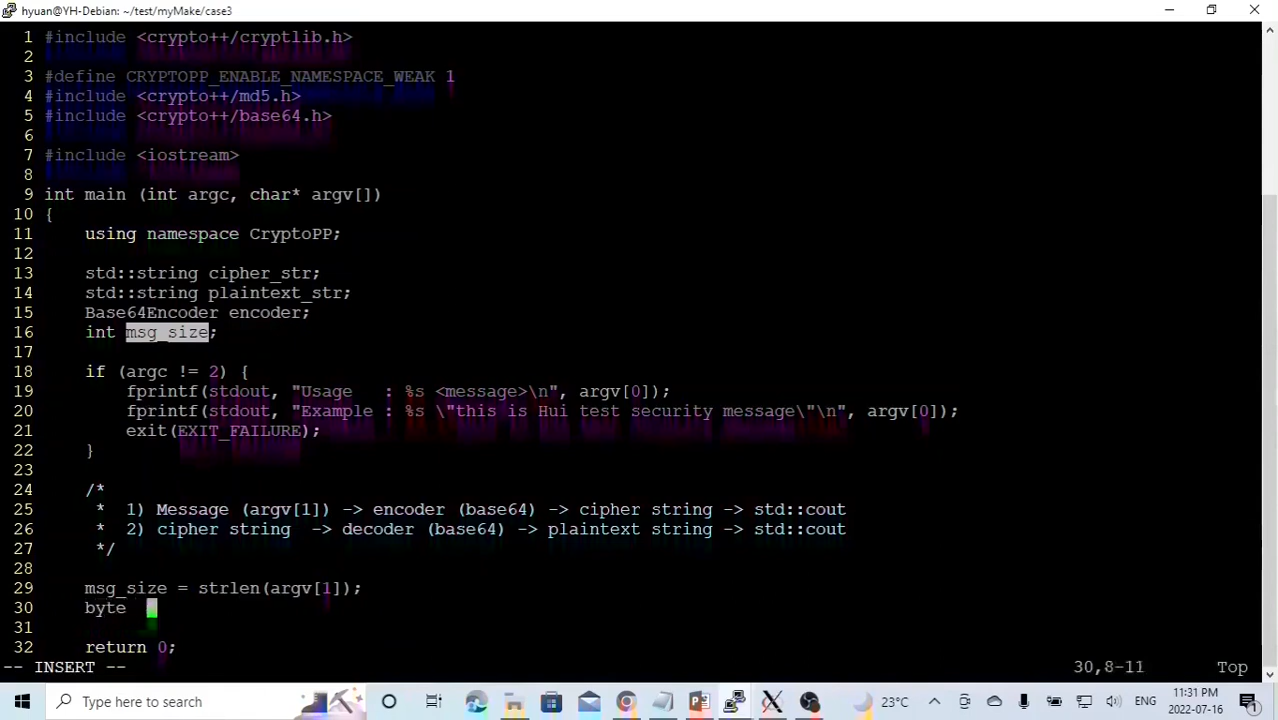 hyuan@YH-Debian: ~/test/myMake/case3
1 #include <crypto++/cryptlib.h>
2
3 #define CRYPTOPP_ENABLE_NAMESPACE_WEAK 1
4 #include <crypto++/md5.h>
5 #include <crypto++/base64.h>
6
7 #include <iostream>
8
9 int main (int argc, char* argv[])
10 {
11     using namespace CryptoPP;
12
13     std::string cipher_str;
14     std::string plaintext_str;
15     Base64Encoder encoder;
16     int msg_size;
17
18     if (argc != 2) {
19         fprintf(stdout, "Usage   : %s <message>\n", argv[0]);
20         fprintf(stdout, "Example : %s \"this is Hui test security message\"\n", argv[0]);
21         exit(EXIT_FAILURE);
22     }
23
24     /*
25      *  1) Message (argv[1]) -> encoder (base64) -> cipher string -> std::cout
26      *  2) cipher string  -> decoder (base64) -> plaintext string -> std::cout
27      */
28
29     msg_size = strlen(argv[1]);
30     byte
31
32     return 0;
-- INSERT -- 30,8-11 Top
Type here to search 23°C ENG 11:31 PM 2022-07-16 1